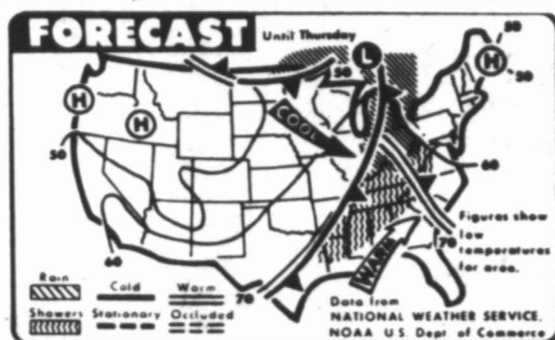 FORECAST Until Thursday
50
L
50
H
50
H
H
COOL
50
60
60
Figures show
low
temperatures
for area.
70
WARM
70
Rain Cold Warm
Showers Stationary Occluded
Data from
NATIONAL WEATHER SERVICE.
NOAA U.S. Dept. of Commerce